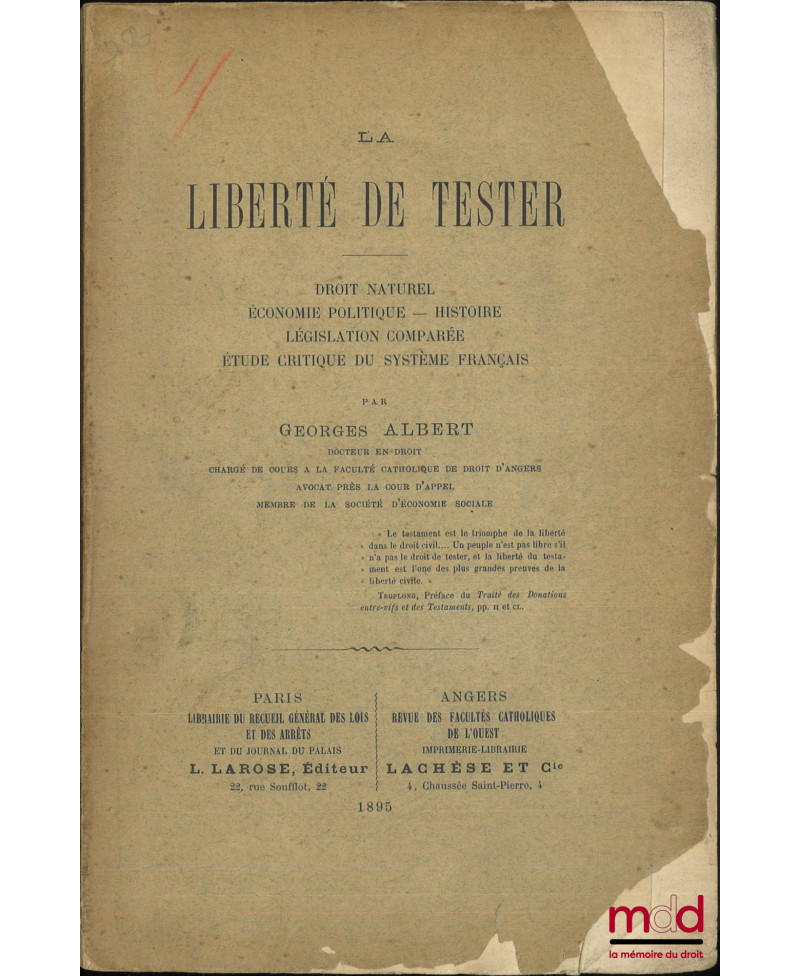 LA
LIBERTÉ DE TESTER
DROIT NATUREL
ÉCONOMIE POLITIQUE — HISTOIRE
LÉGISLATION COMPARÉE
ÉTUDE CRITIQUE DU SYSTÈME FRANÇAIS
PAR
GEORGES ALBERT
DOCTEUR EN DROIT
CHARGÉ DE COURS A LA FACULTÉ CATHOLIQUE DE DROIT D'ANGERS
AVOCAT PRÈS LA COUR D'APPEL
MEMBRE DE LA SOCIÉTÉ D'ÉCONOMIE SOCIALE
« Le testament est le triomphe de la liberté
« dans le droit civil.... Un peuple n'est pas libre s'il
« n'a pas le droit de tester, et la liberté du testa-
« ment est l'une des plus grandes preuves de la
« liberté civile. »
TROPLONG, Préface du Traité des Donations
entre-vifs et des Testaments, pp. II et CL.
PARIS
LIBRAIRIE DU RECUEIL GÉNÉRAL DES LOIS
ET DES ARRÊTS
ET DU JOURNAL DU PALAIS
L. LAROSE, Éditeur
22, rue Soufflot, 22
ANGERS
REVUE DES FACULTÉS CATHOLIQUES
DE L'OUEST
IMPRIMERIE-LIBRAIRIE
LACHÈSE ET Cie
4, Chaussée Saint-Pierre, 4
1895
mdd
la mémoire du droit